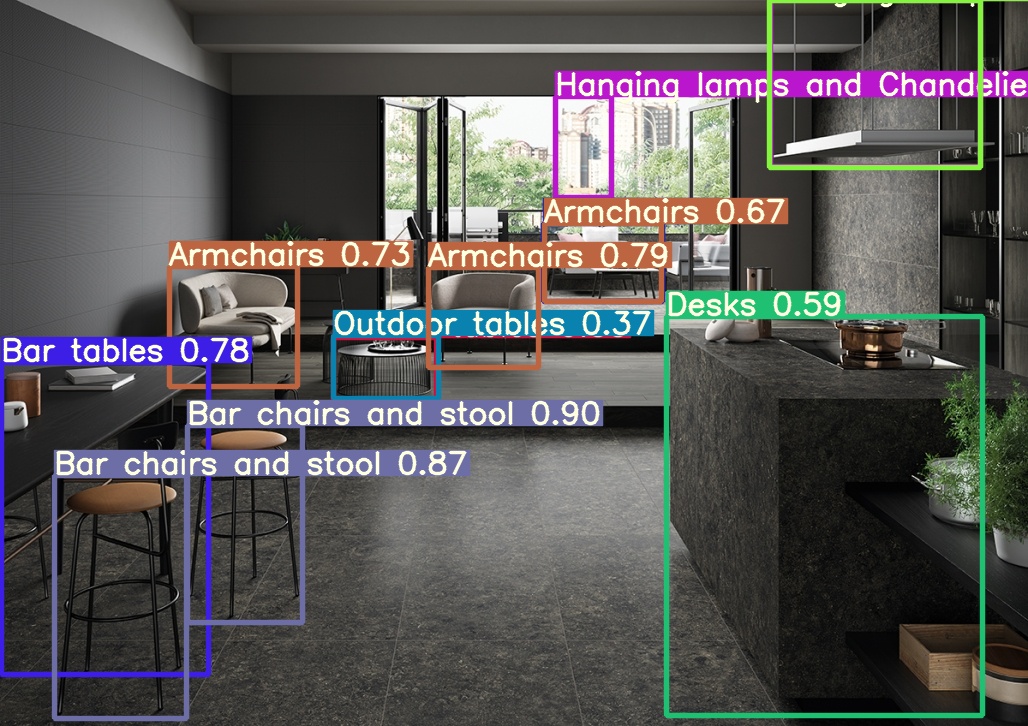 Hanging lamps and Chandelie
Armchairs 0.67
Armchairs 0.73
Armchairs 0.79
Desks 0.59
Outdoor tables 0.37
Bar tables 0.78
Bar chairs and stool 0.90
Bar chairs and stool 0.87